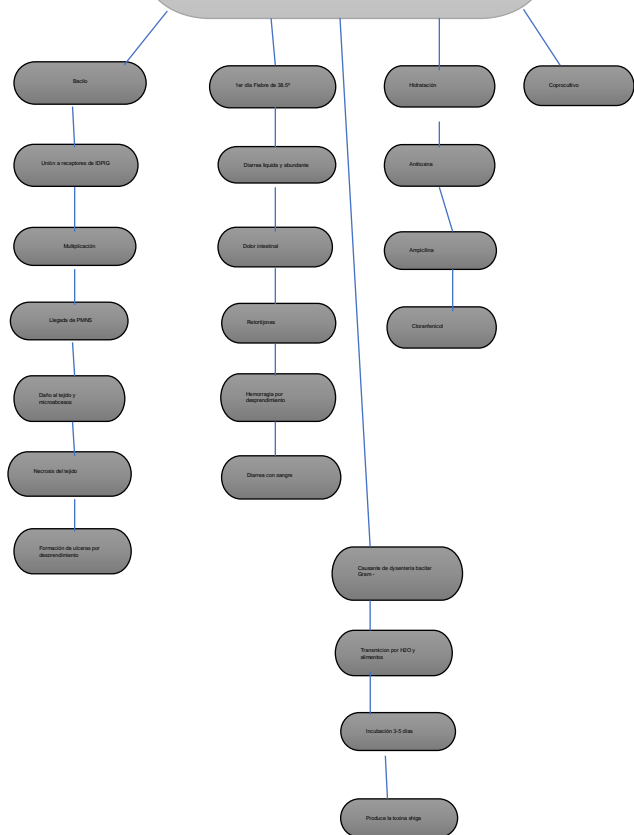 Bacilo
Unión a receptores de IDPIG
Multiplicación
Llegada de PMNS
Daño al tejido y
microabcesos
Necrosis del tejido
Formación de ulceras por
desprendimiento
1er día Fiebre de 38.5º
Diarrea liquida y abundante
Dolor intestinal
Retortijones
Hemorragia por
desprendimiento
Diarrea con sangre
Causante de dysenteria bacilar
Gram -
Transmicion por H2O y
alimentos
Incubación 3-5 días
Produce la toxina shiga
Hidratación
Antitoxina
Ampicilina
Cloranfenicol
Coprocultivo